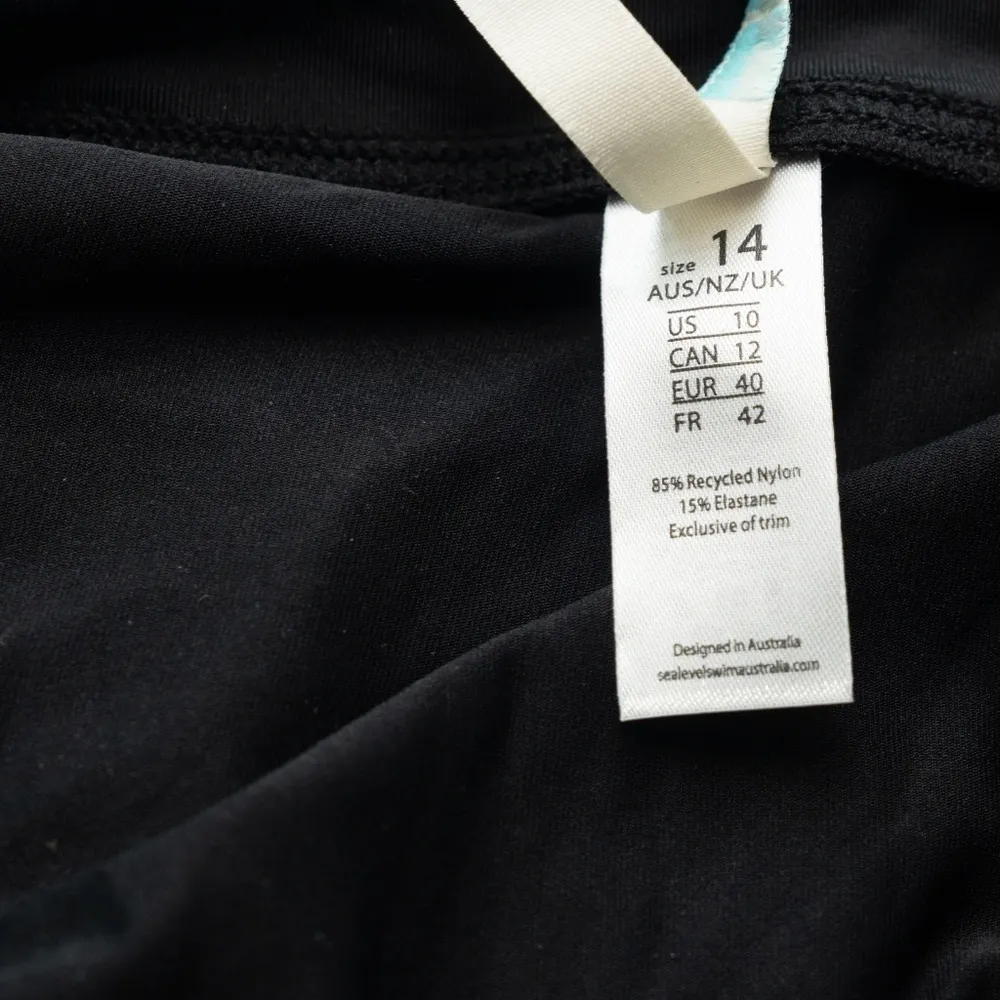 size 14
AUS/NZ/UK
US 10
CAN 12
EUR 40
FR 42
85% Recycled Nylon
15% Elastane
Exclusive of trim
Designed in Australia
sealevelswimaustralia.com